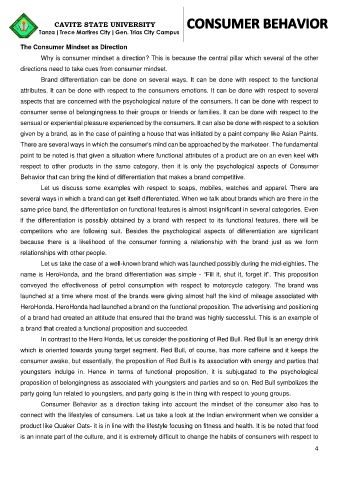 CAVITE STATE UNIVERSITY
CONSUMER BEHAVIOR
Tanza | Trece Martires City | Gen. Trias City Campus
The Consumer Mindset as Direction
Why is consumer mindset a direction? This is because the central pillar which several of the other
directions need to take cues from consumer mindset.
Brand differentiation can be done on several ways. It can be done with respect to the functional
attributes. It can be done with respect to the consumers emotions. It can be done with respect to several
aspects that are concerned with the psychological nature of the consumers. It can be done with respect to
consumer sense of belongingness to their groups or friends or families. It can be done with respect to the
sensual or experiential pleasure experienced by the consumers. It can also be done with respect to a solution
given by a brand, as in the case of painting a house that was initiated by a paint company like Asian Paints.
There are several ways in which the consumer's mind can be approached by the marketeer. The fundamental
point to be noted is that given a situation where functional attributes of a product are on an even keel with
respect to other products in the same category, then it is only the psychological aspects of Consumer
Behavior that can bring the kind of differentiation that makes a brand competitive.
Let us discuss some examples with respect to soaps, mobiles, watches and apparel. There are
several ways in which a brand can get itself differentiated. When we talk about brands which are there in the
same price band, the differentiation on functional features is almost insignificant in several categories. Even
if the differentiation is possibly obtained by a brand with respect to its functional features, there will be
competitors who are following suit. Besides the psychological aspects of differentiation are significant
because there is a likelihood of the consumer forming a relationship with the brand just as we form
relationships with other people.
Let us take the case of a well-known brand which was launched possibly during the mid-eighties. The
name is HeroHonda, and the brand differentiation was simple - "Fill it, shut it, forget it". This proposition
conveyed the effectiveness of petrol consumption with respect to motorcycle category. The brand was
launched at a time where most of the brands were giving almost half the kind of mileage associated with
HeroHonda. HeroHonda had launched a brand on the functional proposition. The advertising and positioning
of a brand had created an attitude that ensured that the brand was highly successful. This is an example of
a brand that created a functional proposition and succeeded.
In contrast to the Hero Honda, let us consider the positioning of Red Bull. Red Bull is an energy drink
which is oriented towards young target segment. Red Bull, of course, has more caffeine and it keeps the
consumer awake, but essentially, the proposition of Red Bull is its association with energy and parties that
youngsters indulge in. Hence in terms of functional proposition, it is subjugated to the psychological
proposition of belongingness as associated with youngsters and parties and so on. Red Bull symbolizes the
party going fun related to youngsters, and party going is the in thing with respect to young groups.
Consumer Behavior as a direction taking into account the mindset of the consumer also has to
connect with the lifestyles of consumers. Let us take a look at the Indian environment when we consider a
product like Quaker Oats- it is in line with the lifestyle focusing on fitness and health. It is be noted that food
is an innate part of the culture, and it is extremely difficult to change the habits of consumers with respect to
4